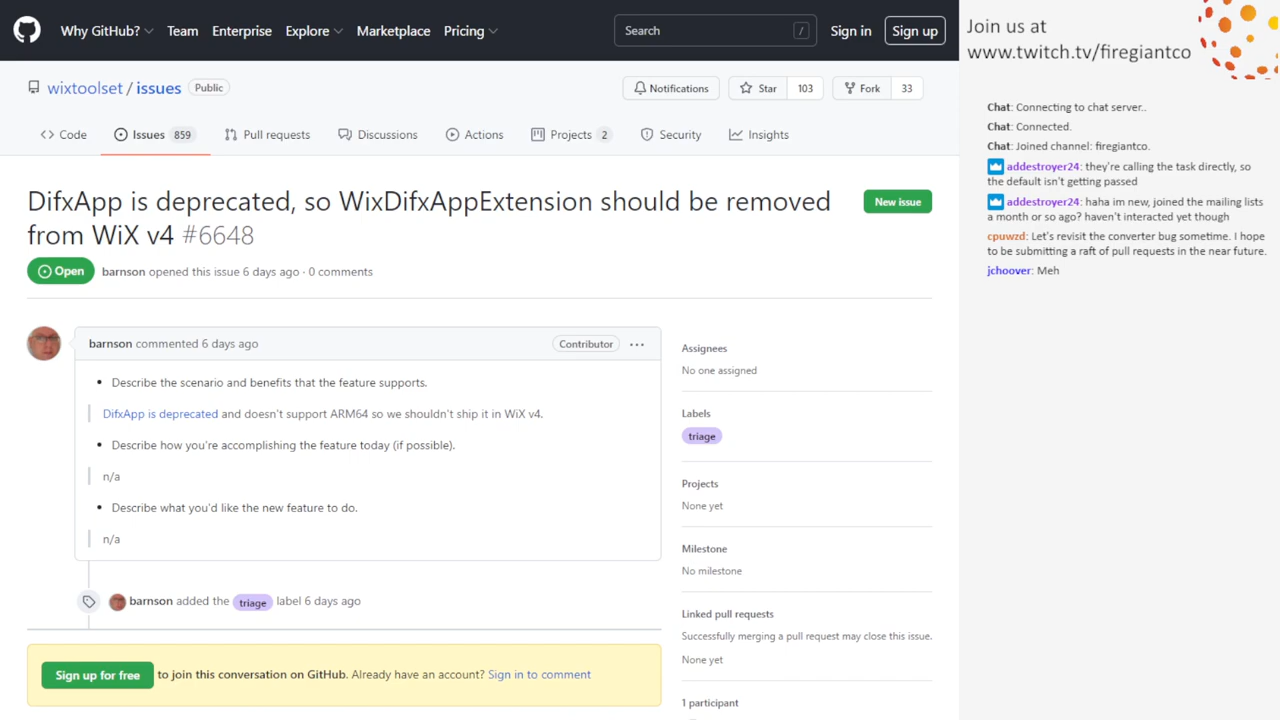 Why GitHub? Team Enterprise Explore Marketplace Pricing Search / Sign in Sign up
wixtoolset / issues Public Notifications Star 103 Fork 33
Code Issues 859 Pull requests Discussions Actions Projects 2 Security Insights
DifxApp is deprecated, so WixDifxAppExtension should be removed
from WiX v4 #6648
New issue
Open barnson opened this issue 6 days ago · 0 comments
barnson commented 6 days ago Contributor ...
• Describe the scenario and benefits that the feature supports.
DifxApp is deprecated and doesn't support ARM64 so we shouldn't ship it in WiX v4.
• Describe how you're accomplishing the feature today (if possible).
n/a
• Describe what you'd like the new feature to do.
n/a
barnson added the triage label 6 days ago
Sign up for free to join this conversation on GitHub. Already have an account? Sign in to comment
Assignees
No one assigned
Labels
triage
Projects
None yet
Milestone
No milestone
Linked pull requests
Successfully merging a pull request may close this issue.
None yet
1 participant
Join us at
www.twitch.tv/firegiantco
Chat: Connecting to chat server..
Chat: Connected.
Chat: Joined channel: firegiantco.
addestroyer24: they're calling the task directly, so
the default isn't getting passed
addestroyer24: haha im new, joined the mailing lists
a month or so ago? haven't interacted yet though
cpuwzd: Let's revisit the converter bug sometime. I hope
to be submitting a raft of pull requests in the near future.
jchoover: Meh